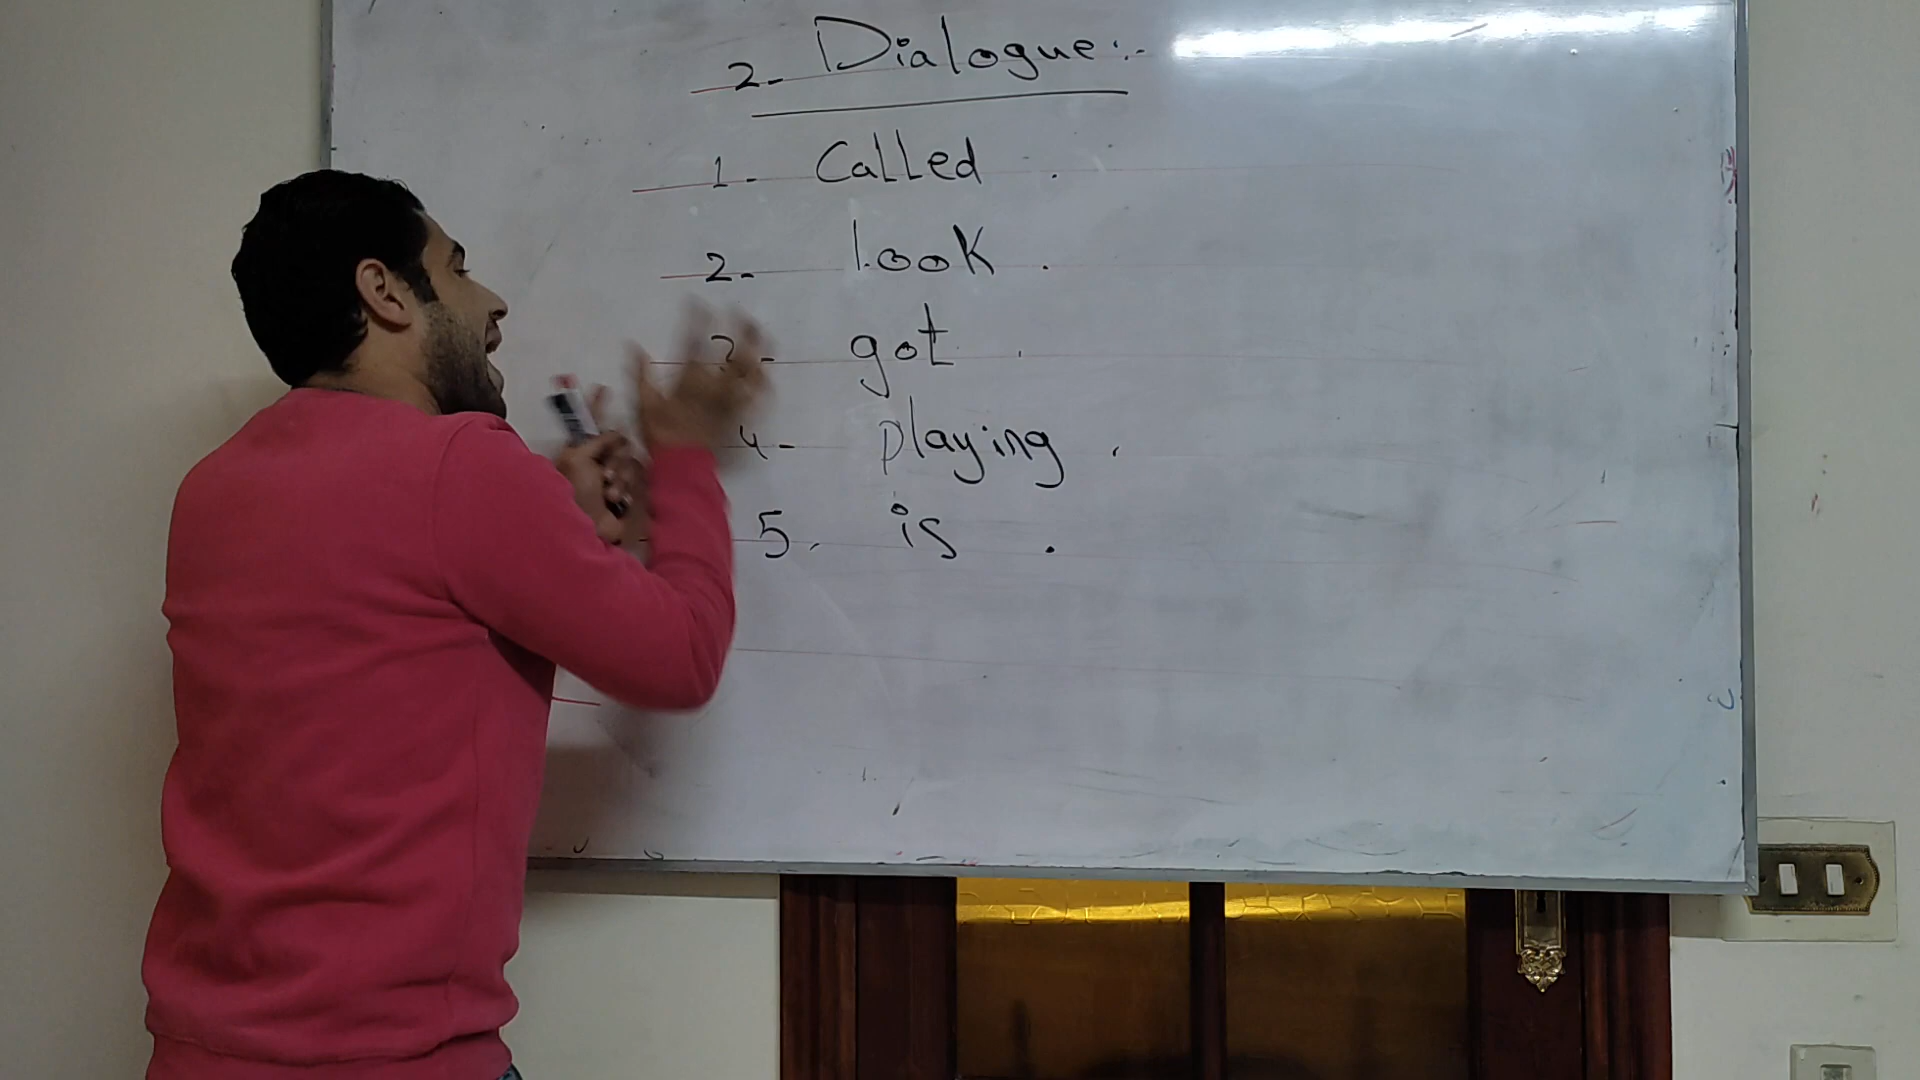 2- Dialogue:-
1- Called .
2- look .
3- got .
4- playing .
5. is .